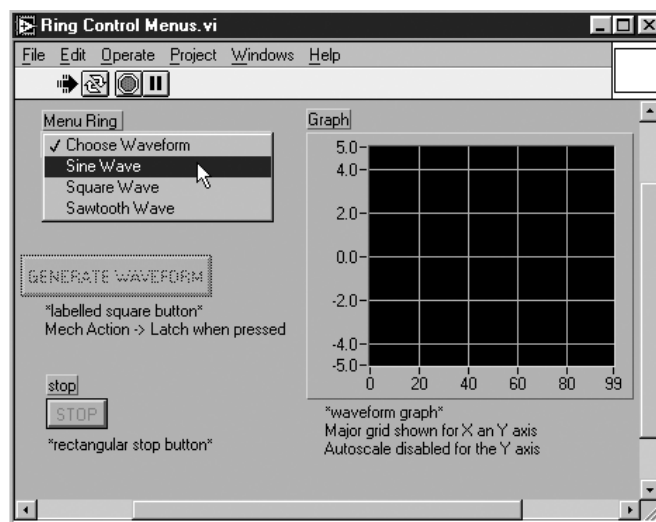 Ring Control Menus.vi
File Edit Operate Project Windows Help
Menu Ring
✓ Choose Waveform
Sine Wave
Square Wave
Sawtooth Wave
GENERATE WAVEFORM
*labelled square button*
Mech Action -> Latch when pressed
stop
STOP
*rectangular stop button*
Graph
5.0
4.0
2.0
0.0
-2.0
-4.0
-5.0
0 20 40 60 80 99
*waveform graph*
Major grid shown for X an Y axis
Autoscale disabled for the Y axis